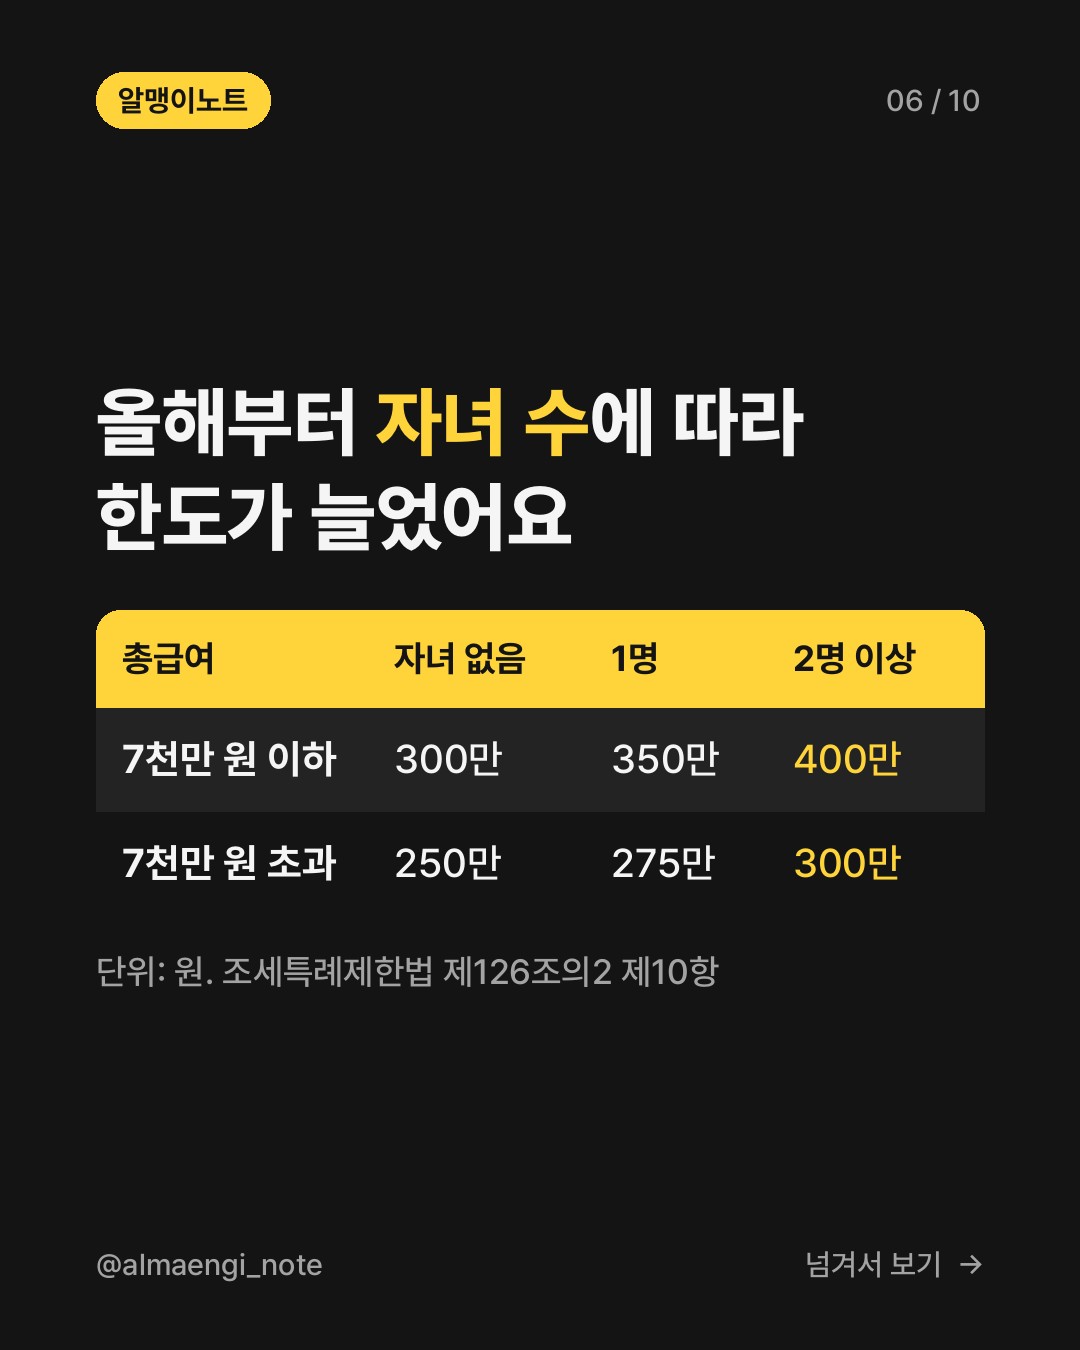 알맹이노트
06 / 10
올해부터 자녀 수에 따라
한도가 늘었어요
총급여 자녀 없음 1명 2명 이상
7천만 원 이하 300만 350만 400만
7천만 원 초과 250만 275만 300만
단위: 원. 조세특례제한법 제126조의2 제10항
@almaengi_note
넘겨서 보기 →